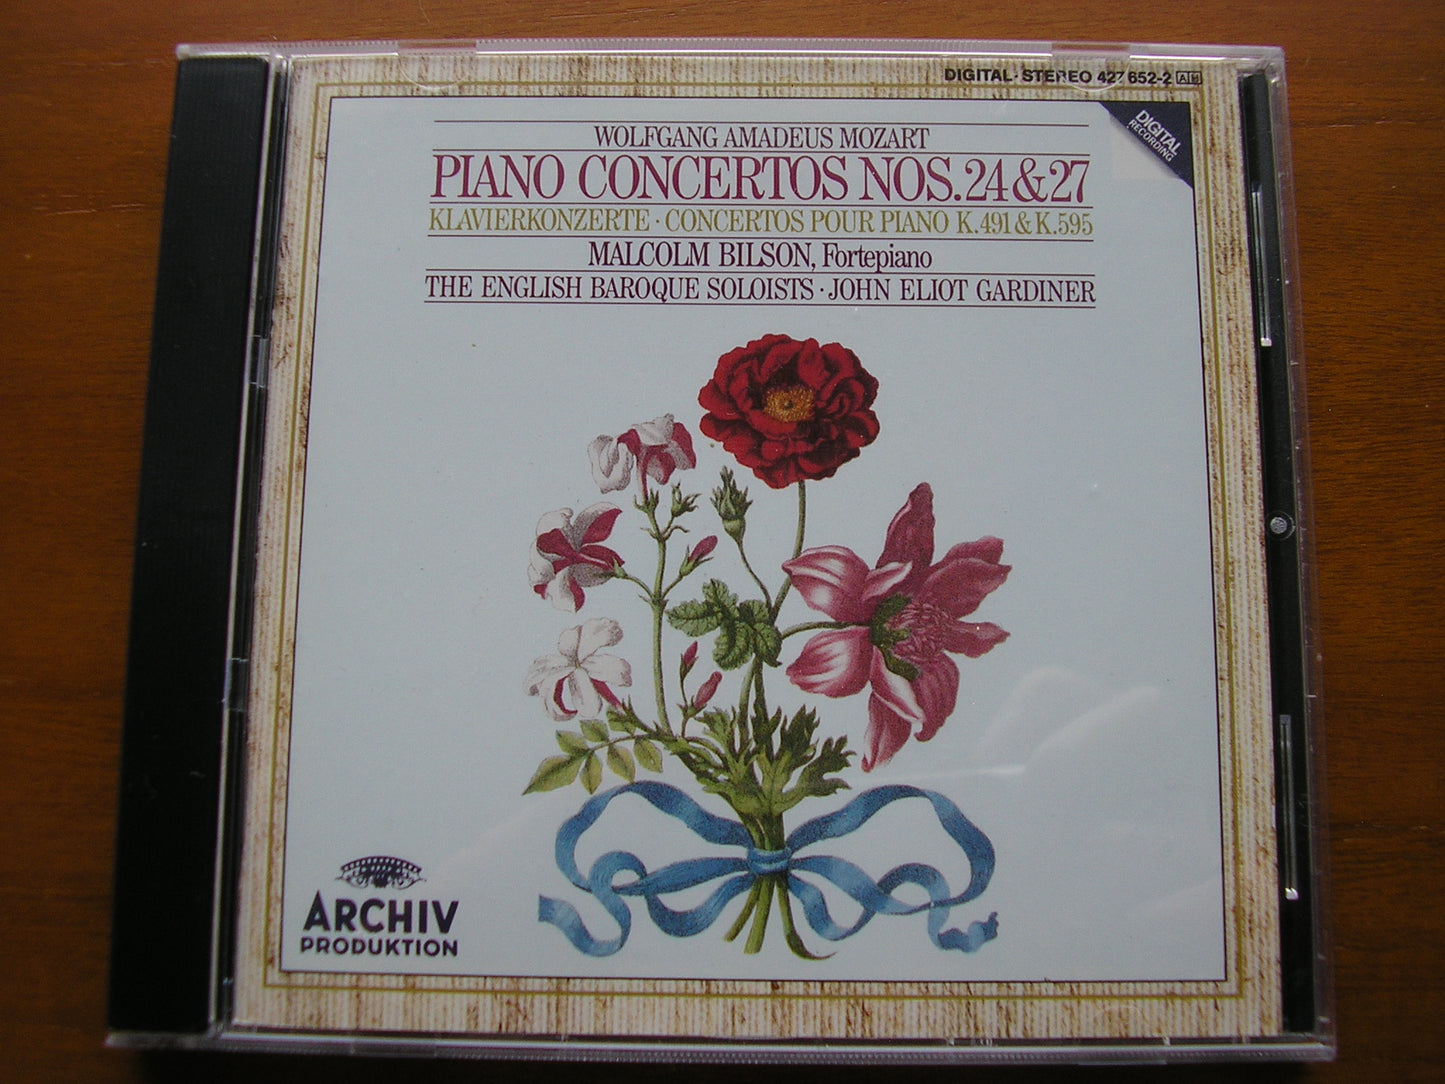 DIGITAL·STEREO 427 652-2 AH
DIGITAL
RECORDING
WOLFGANG AMADEUS MOZART
PIANO CONCERTOS NOS.24&27
KLAVIERKONZERTE · CONCERTOS POUR PIANO K.491 & K.595
MALCOLM BILSON, Fortepiano
THE ENGLISH BAROQUE SOLOISTS · JOHN ELIOT GARDINER
ARCHIV
PRODUKTION